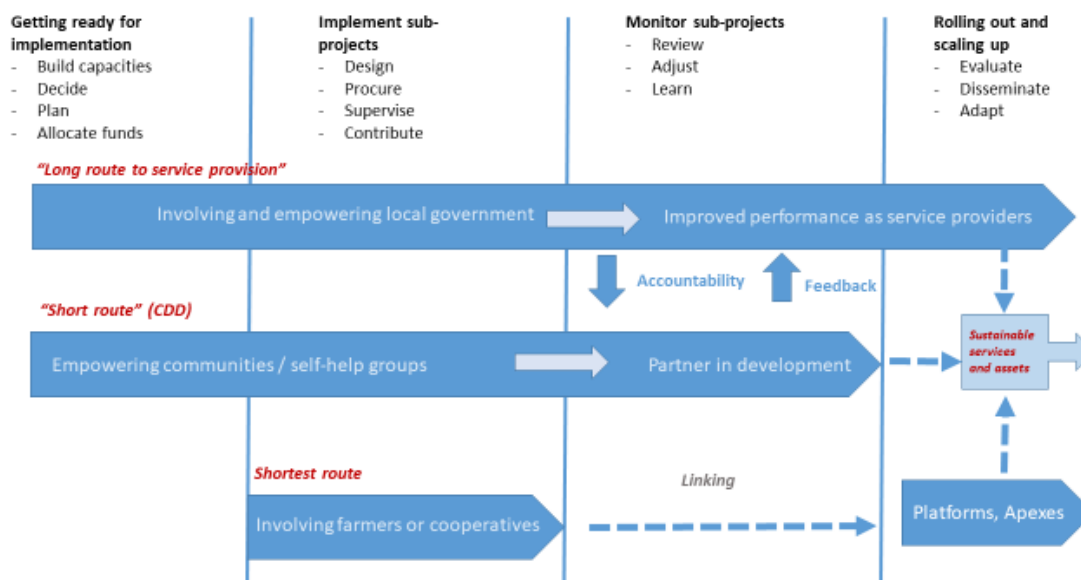 Getting ready for
implementation
- Build capacities
- Decide
- Plan
- Allocate funds
Implement sub-
projects
- Design
- Procure
- Supervise
- Contribute
Monitor sub-projects
- Review
- Adjust
- Learn
Rolling out and
scaling up
- Evaluate
- Disseminate
- Adapt
“Long route to service provision”
Involving and empowering local government
Improved performance as service providers
Accountability
Feedback
“Short route” (CDD)
Empowering communities / self-help groups
Partner in development
Sustainable
services
and assets
Shortest route
Involving farmers or cooperatives
Linking
Platforms, Apexes